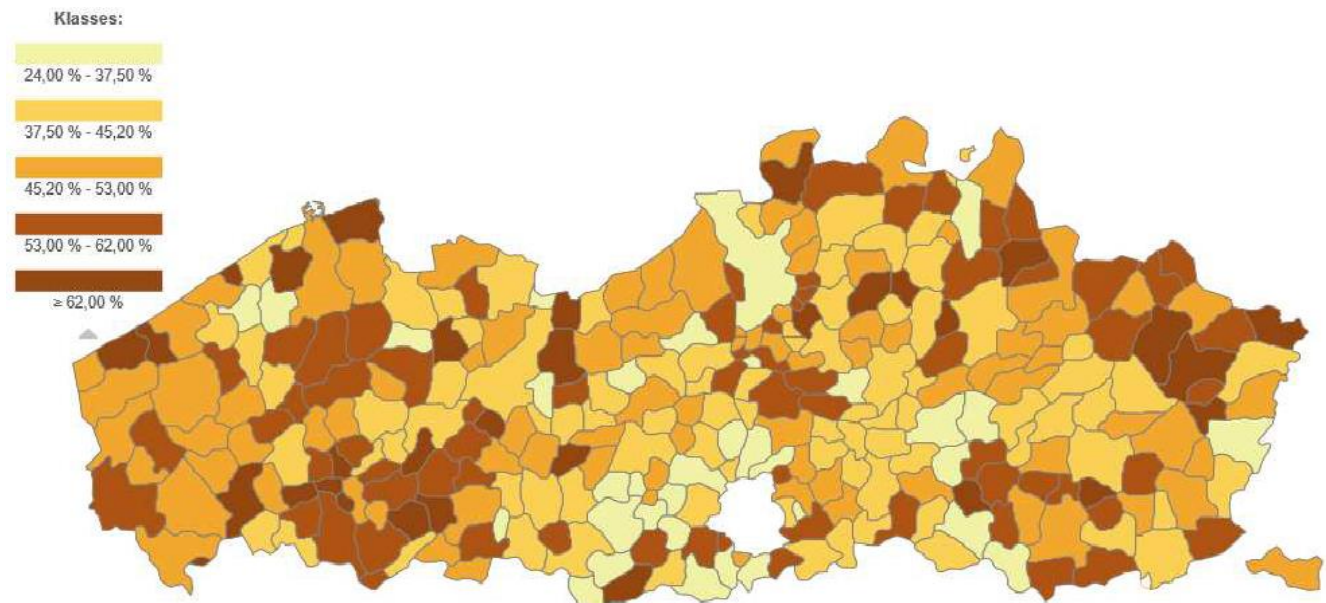 Klasses:
24,00 % - 37,50 %
37,50 % - 45,20 %
45,20 % - 53,00 %
53,00 % - 62,00 %
≥ 62,00 %